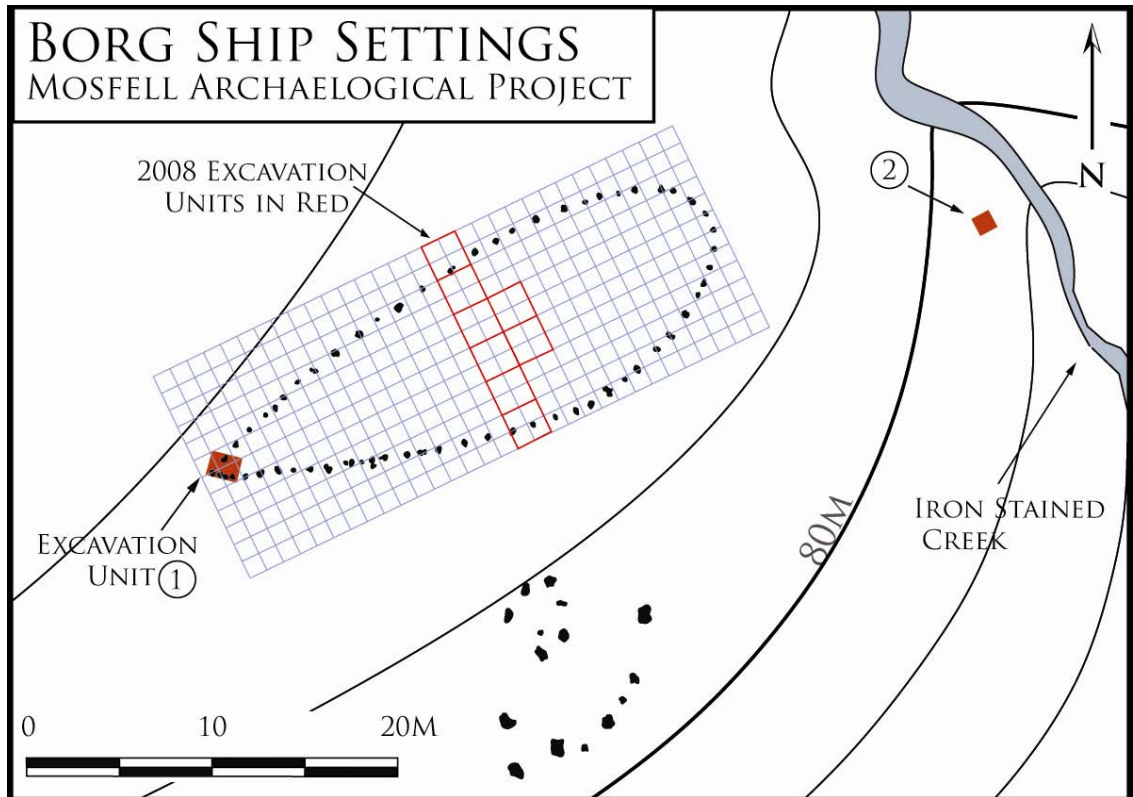 Borg Ship Settings
Mosfell Archaelogical Project
2008 Excavation
Units in Red
2
N
80M
Iron Stained
Creek
Excavation
Unit 1
0 10 20M